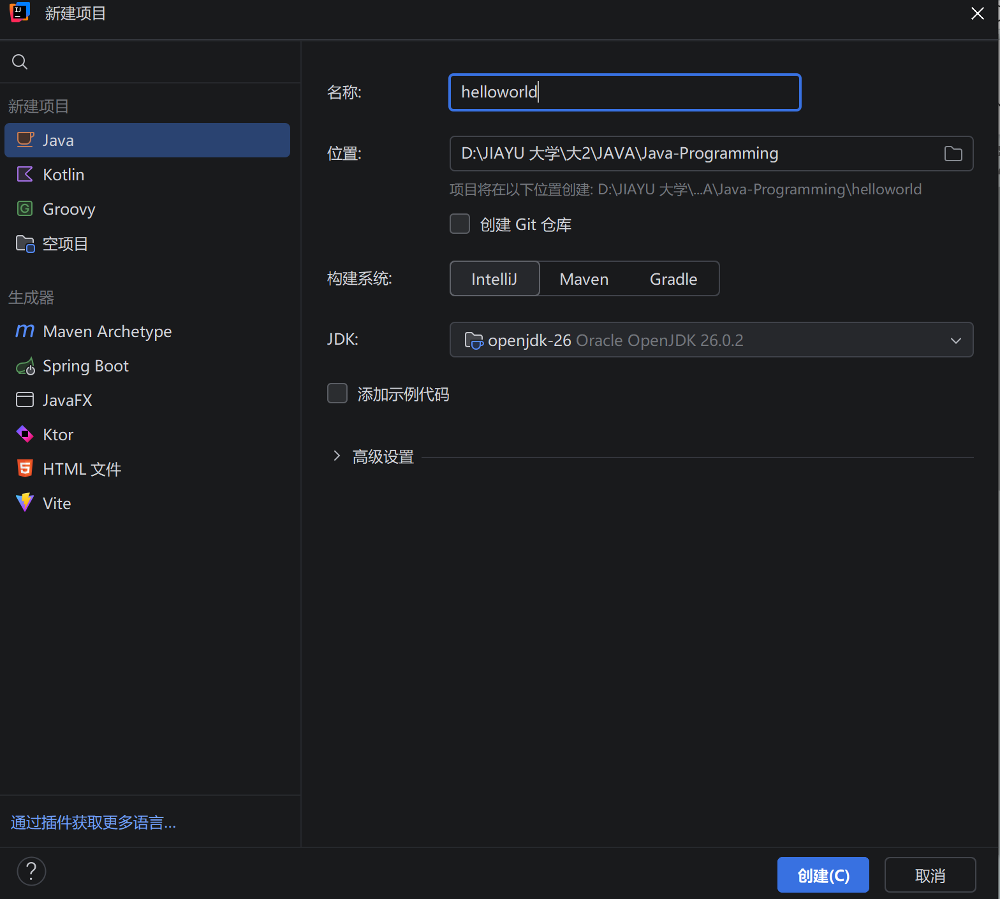 新建项目
新建项目
Java
Kotlin
Groovy
空项目
生成器
Maven Archetype
Spring Boot
JavaFX
Ktor
HTML 文件
Vite
通过插件获取更多语言...
名称:
helloworld
位置:
D:\JIAYU 大学\大2\JAVA\Java-Programming
项目将在以下位置创建: D:\JIAYU 大学\...A\Java-Programming\helloworld
创建 Git 仓库
构建系统:
IntelliJ Maven Gradle
JDK:
openjdk-26 Oracle OpenJDK 26.0.2
添加示例代码
高级设置
?
创建(C) 取消